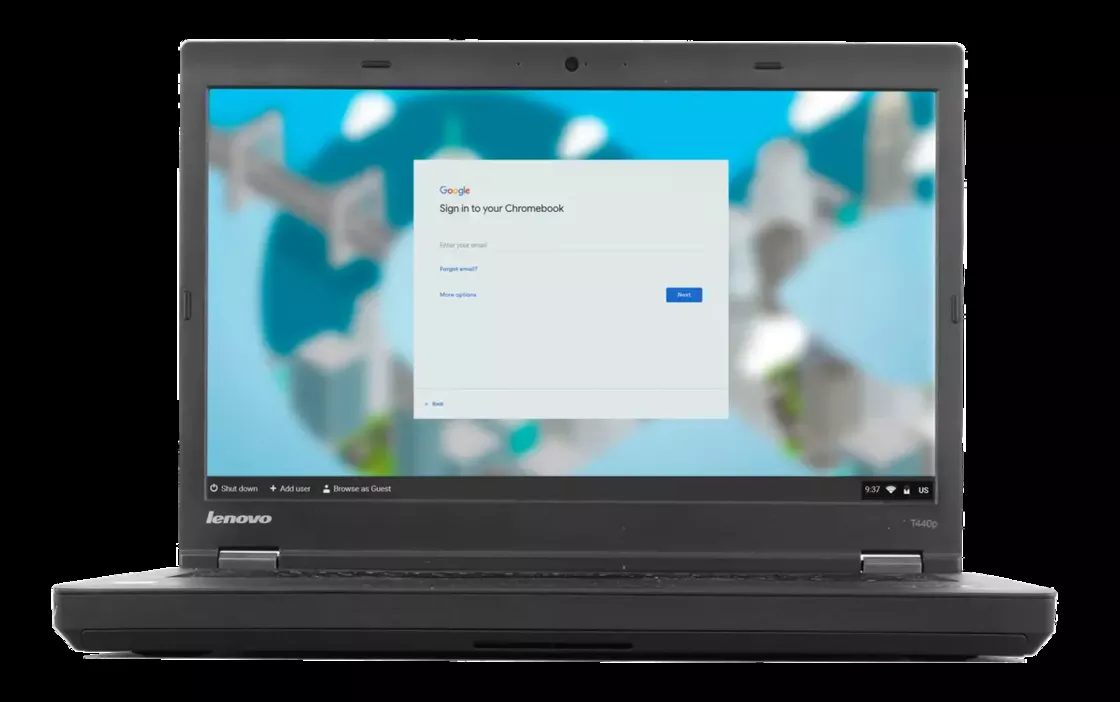 Google
Sign in to your Chromebook
Enter your email
Forgot email?
More options
Next
Back
Shut down
Add user
Browse as Guest
9:37
US
lenovo
T440p